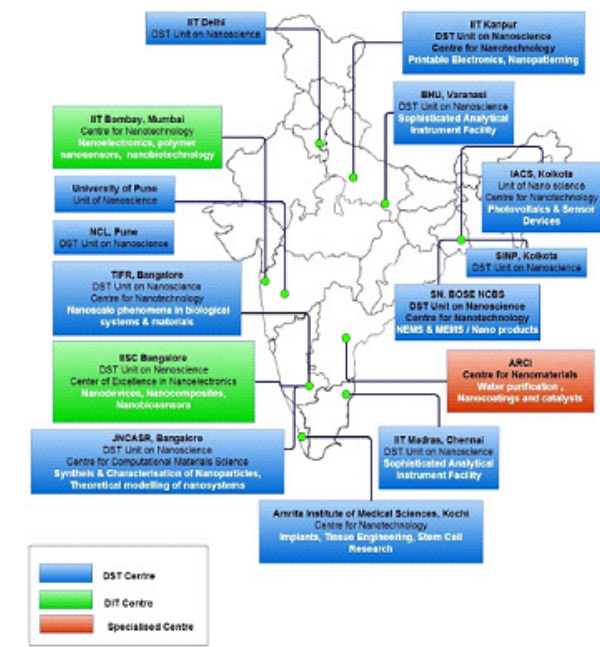 IIT Delhi
DST Unit on Nanoscience
IIT Kanpur
DST Unit on Nanoscience
Centre for Nanotechnology
Printable Electronics, Nanopatterning
BHU, Varanasi
DST Unit on Nanoscience
Sophisticated Analytical
Instrument Facility
IIT Bombay, Mumbai
Centre for Nanotechnology
Nanoelectronics, polymer
nanosensors, nanobiotechnology
IACS, Kolkota
Unit of Nano science
Centre for Nanotechnology
Photovoltaics & Sensor
Devices
University of Pune
Unit of Nanoscience
NCL, Pune
DST Unit on Nanoscience
SINP, Kolkota
DST Unit on Nanoscience
TIFR, Bangalore
DST Unit on Nanoscience
Centre for Nanotechnology
Nanoscale phenomena in biological
systems & materials
SN. BOSE NCBS
DST Unit on Nanoscience
Centre for Nanotechnology
NEMS & MEMS / Nano products
IISC Bangalore
DST Unit on Nanoscience
Center of Excellence in Nanoelectronics
Nanodevices, Nanocomposites,
Nanobiosensors
ARCI
Centre for Nanomaterials
Water purification ,
Nanocoatings and catalysts
JNCASR, Bangalore
DST Unit on Nanoscience
Centre for Computational Materials Science
Synthesis & Characterisation of Nanoparticles,
Theoretical modelling of nanosystems
IIT Madras, Chennai
DST Unit on Nanoscience
Sophisticated Analytical
Instrument Facility
Amrita Institute of Medical Sciences, Kochi
Centre for Nanotechnology
Implants, Tissue Engineering, Stem Cell
Research
DST Centre
DIT Centre
Specialised Centre